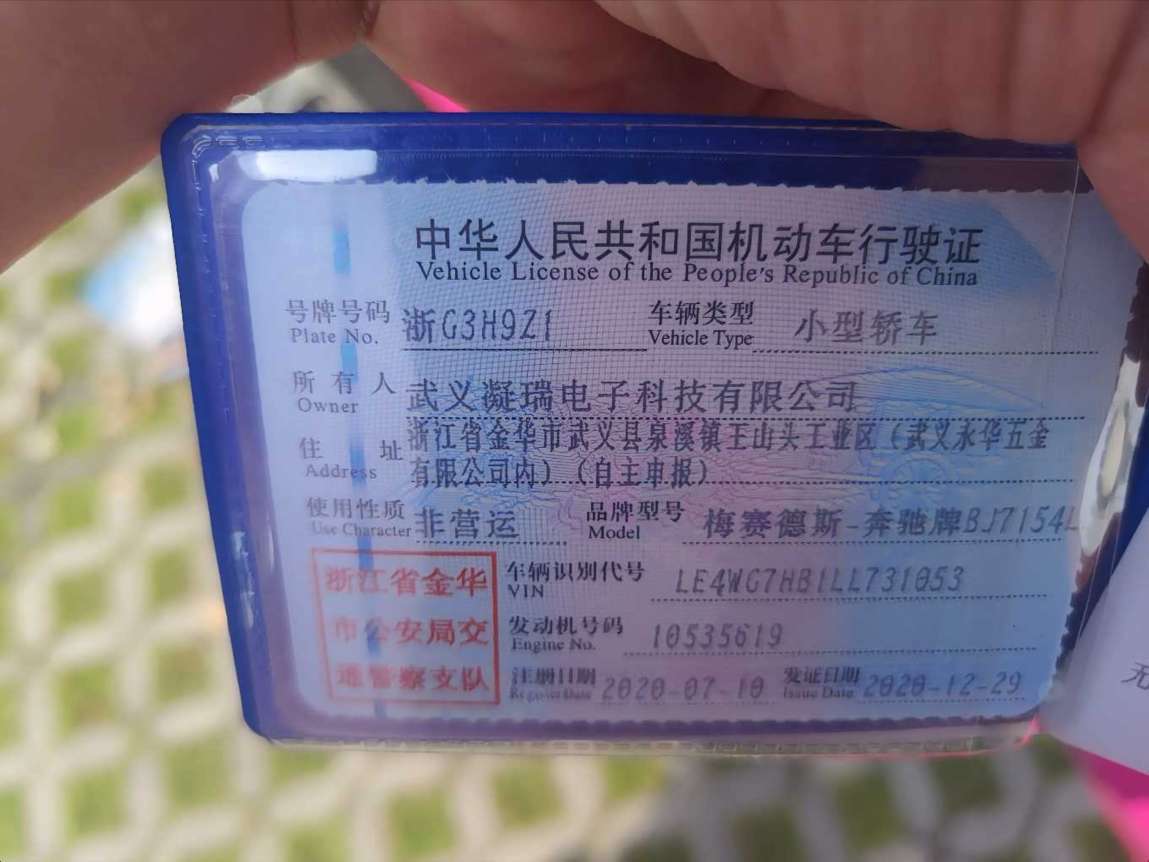 中华人民共和国机动车行驶证
Vehicle License of the People's Republic of China
号牌号码 浙G3H9Z1 车辆类型 小型轿车
Plate No. Vehicle Type
所有人 武义凝瑞电子科技有限公司
Owner
住址 浙江省金华市武义县泉溪镇王山头工业区（武义永华五金
Address 有限公司内）（自主申报）
使用性质 非营运 品牌型号 梅赛德斯-奔驰牌BJ7154L
Use Character Model
浙江省金华
市公安局交
通警察支队
车辆识别代号 LE4WG7HB1LL731053
VIN
发动机号码 10535619
Engine No.
注册日期 2020-07-10 发证日期 2020-12-29
Register Date Issue Date
无